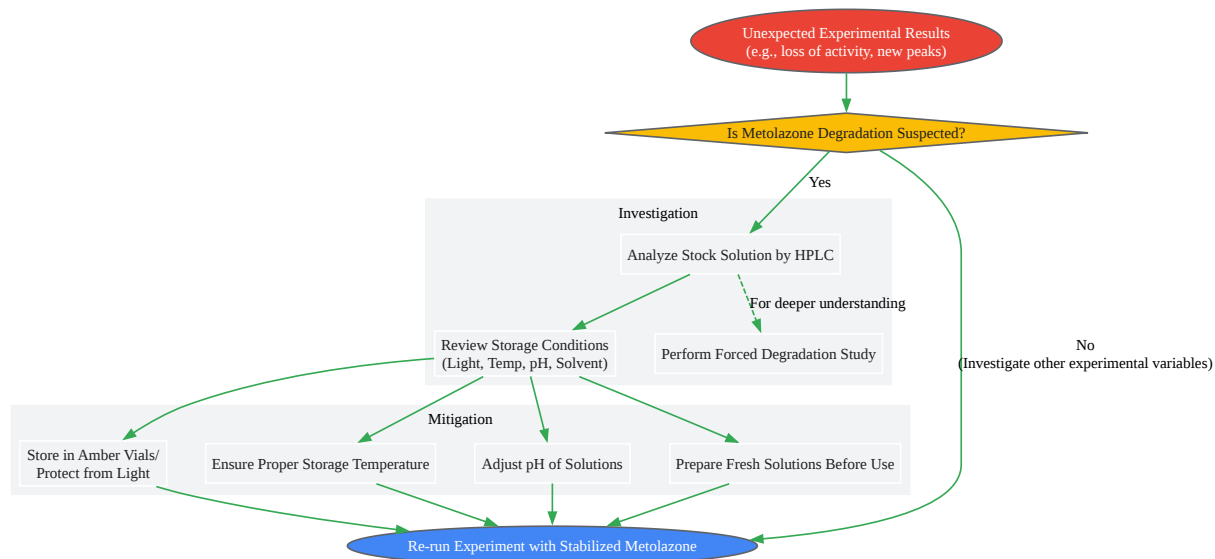 Unexpected Experimental Results
(e.g., loss of activity, new peaks)
Is Metolazone Degradation Suspected?
Yes
Investigation
Analyze Stock Solution by HPLC
For deeper understanding
Review Storage Conditions
(Light, Temp, pH, Solvent)
Perform Forced Degradation Study
No
(Investigate other experimental variables)
Mitigation
Store in Amber Vials/
Protect from Light
Ensure Proper Storage Temperature
Adjust pH of Solutions
Prepare Fresh Solutions Before Use
Re-run Experiment with Stabilized Metolazone